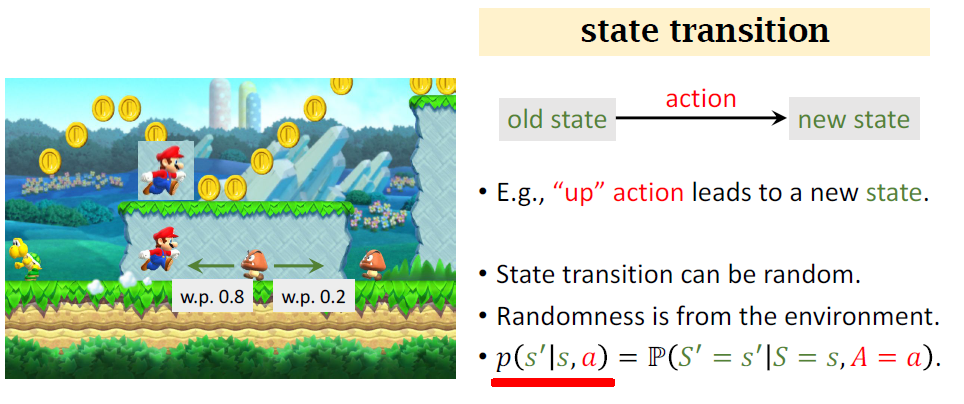 state transition
old state
action
new state
• E.g., “up” action leads to a new state.
• State transition can be random.
• Randomness is from the environment.
• p(s′|s, a) = ℙ(S′ = s′|S = s, A = a).
w.p. 0.8
w.p. 0.2